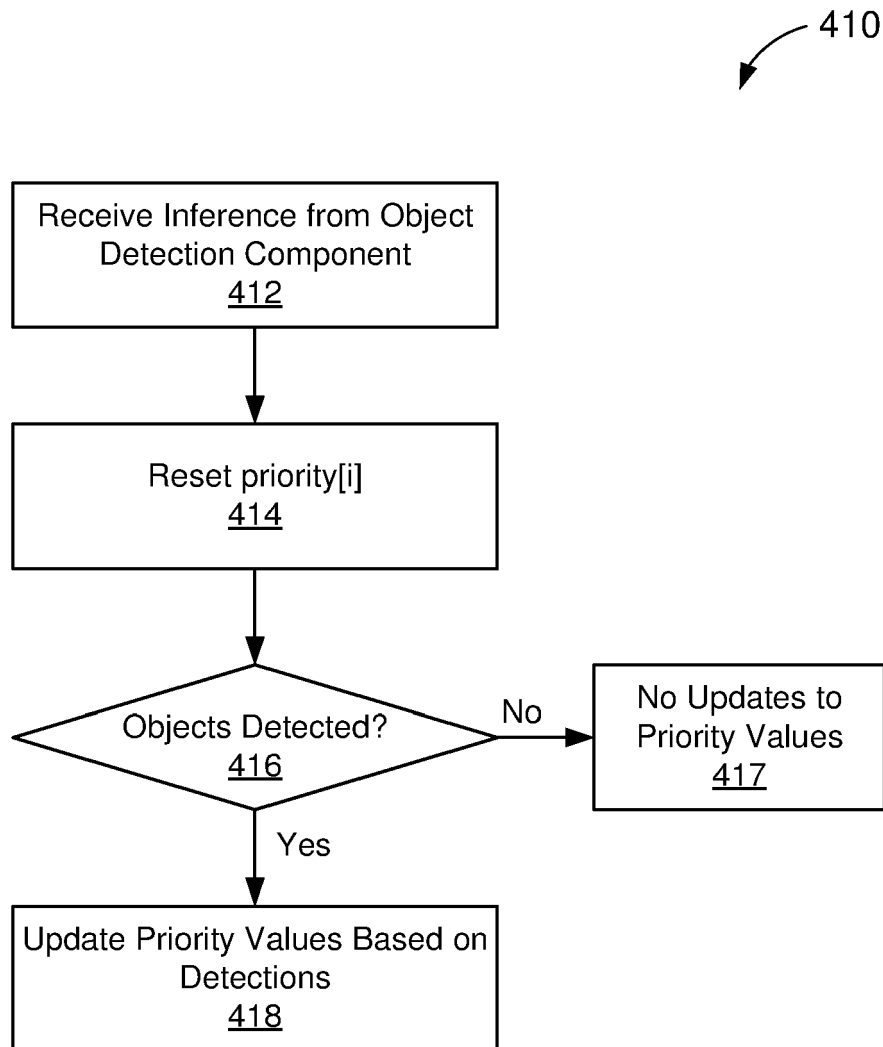 410
Receive Inference from Object
Detection Component
412
Reset priority[i]
414
Objects Detected?
416
No
No Updates to
Priority Values
417
Yes
Update Priority Values Based on
Detections
418